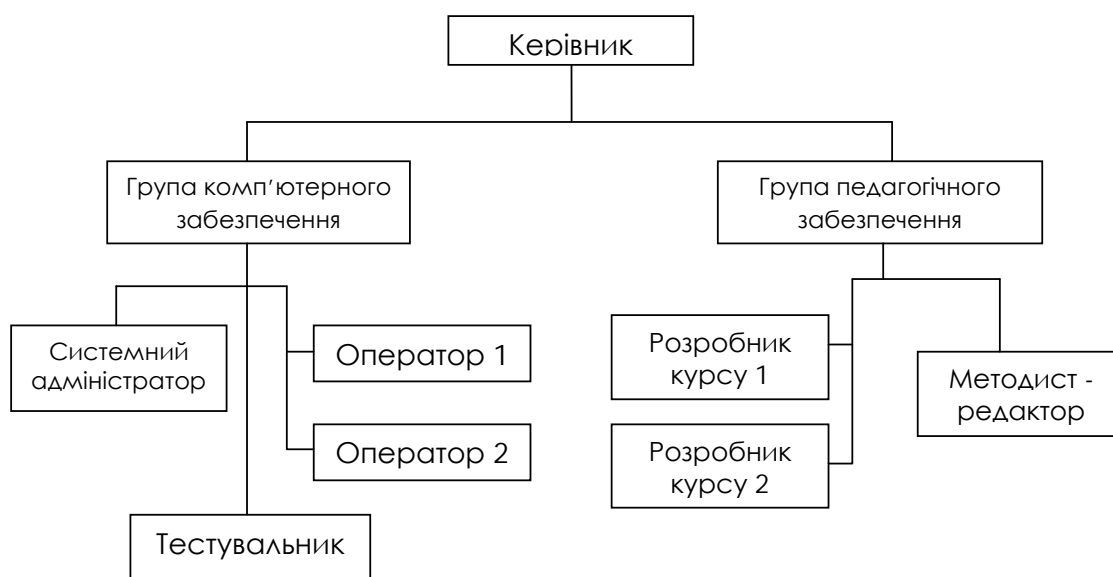 Керівник
Група комп’ютерного
забезпечення
Група педагогічного
забезпечення
Системний
адміністратор
Оператор 1
Оператор 2
Тестувальник
Розробник
курсу 1
Розробник
курсу 2
Методист -
редактор